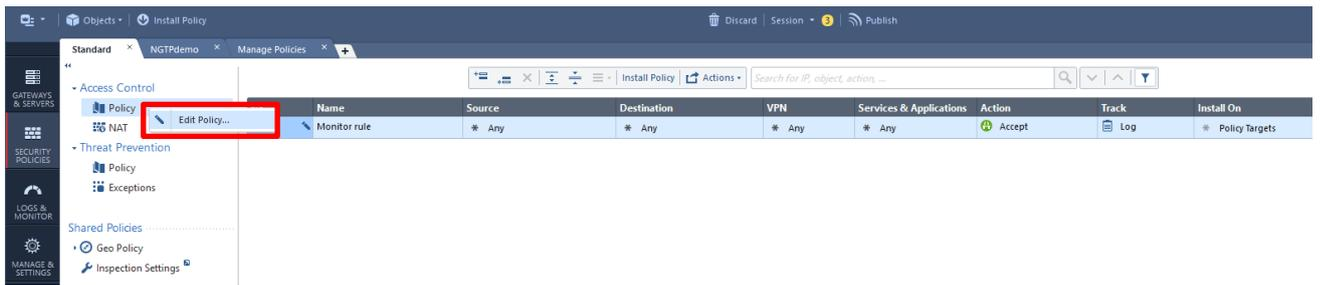 Objects Install Policy Discard Session 3 Publish
Standard × NGTPdemo × Manage Policies × +
GATEWAYS
& SERVERS
SECURITY
POLICIES
LOGS &
MONITOR
MANAGE &
SETTINGS
Access Control
Policy
NAT
Threat Prevention
Policy
Exceptions
Shared Policies
Geo Policy
Inspection Settings
Edit Policy...
Install Policy Actions Search for IP, object, action, ...
Name Source Destination VPN Services & Applications Action Track Install On
Monitor rule * Any * Any * Any * Any Accept Log * Policy Targets